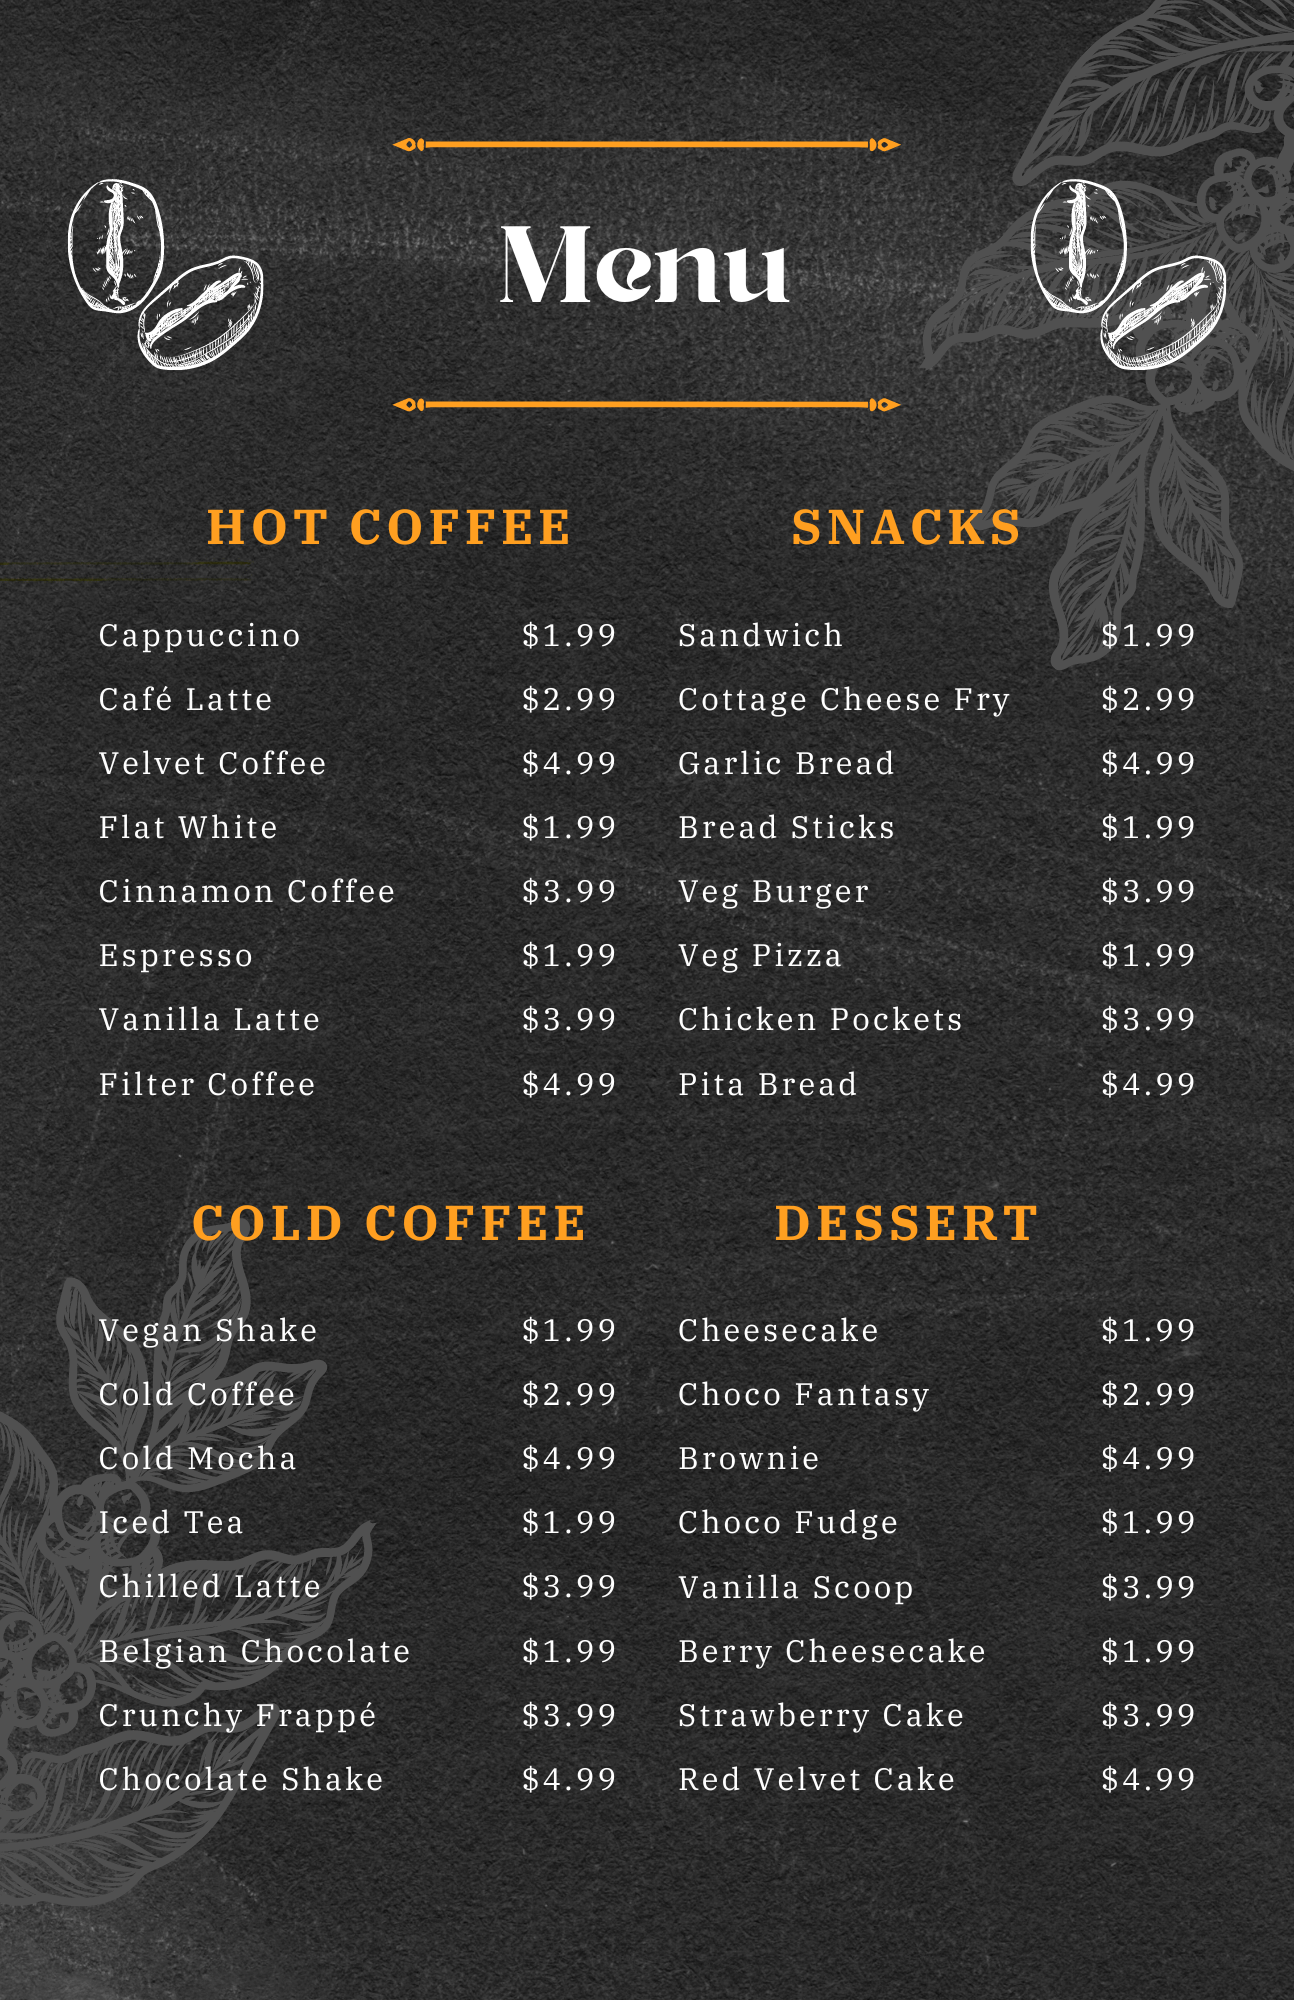 Menu
HOT COFFEE
Cappuccino $1.99
Café Latte $2.99
Velvet Coffee $4.99
Flat White $1.99
Cinnamon Coffee $3.99
Espresso $1.99
Vanilla Latte $3.99
Filter Coffee $4.99
SNACKS
Sandwich $1.99
Cottage Cheese Fry $2.99
Garlic Bread $4.99
Bread Sticks $1.99
Veg Burger $3.99
Veg Pizza $1.99
Chicken Pockets $3.99
Pita Bread $4.99
COLD COFFEE
Vegan Shake $1.99
Cold Coffee $2.99
Cold Mocha $4.99
Iced Tea $1.99
Chilled Latte $3.99
Belgian Chocolate $1.99
Crunchy Frappé $3.99
Chocolate Shake $4.99
DESSERT
Cheesecake $1.99
Choco Fantasy $2.99
Brownie $4.99
Choco Fudge $1.99
Vanilla Scoop $3.99
Berry Cheesecake $1.99
Strawberry Cake $3.99
Red Velvet Cake $4.99